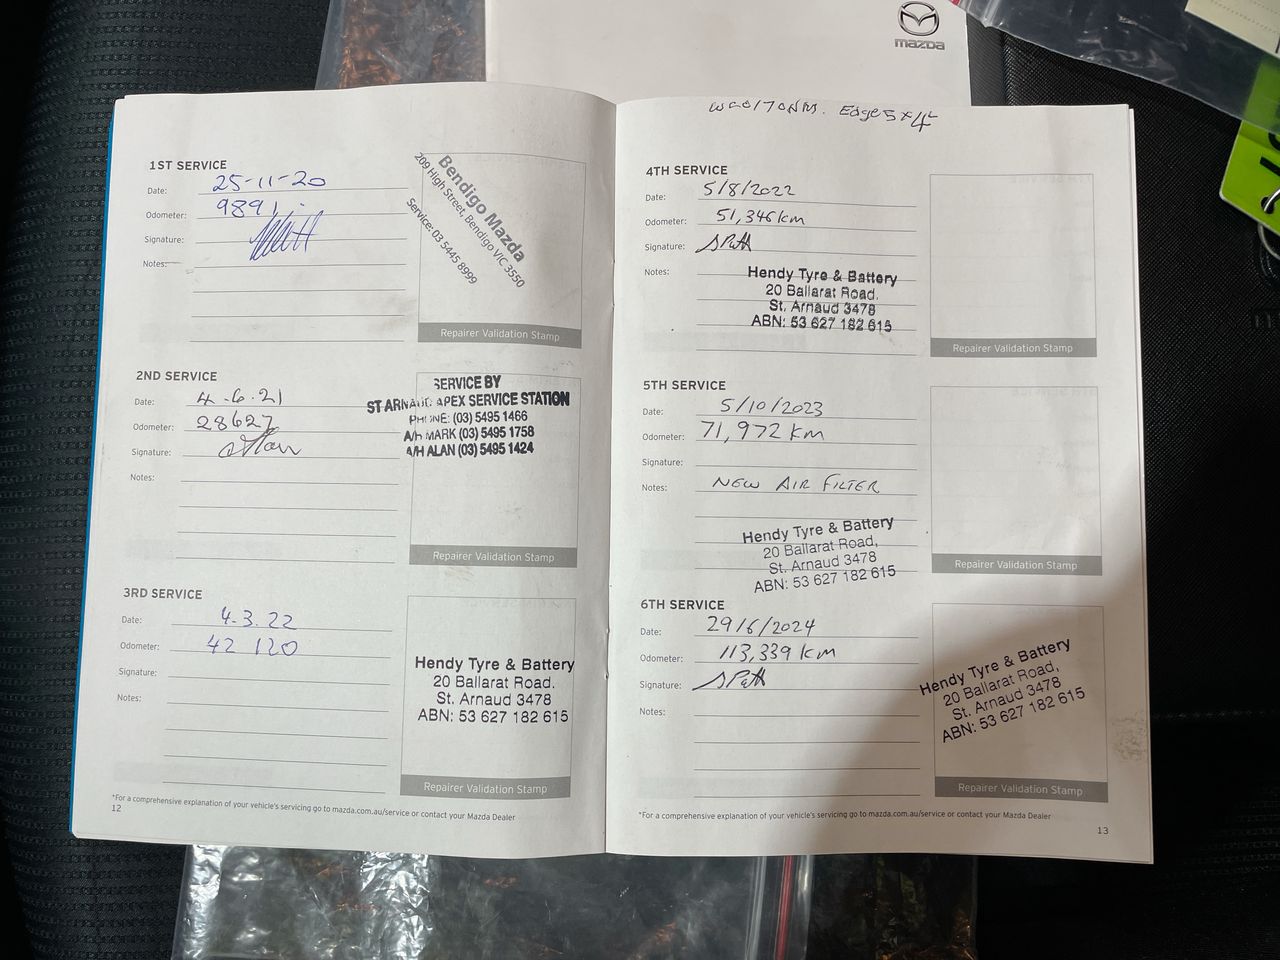 mazda
1ST SERVICE
Date: 25-11-20
Odometer: 9891
Signature:
Notes:
Bendigo Mazda
209 High Street, Bendigo VIC 3550
Service: 03 5445 8999
Repairer Validation Stamp
2ND SERVICE
Date: 4-6-21
Odometer: 28627
Signature:
Notes:
SERVICE BY
ST ARNAUD APEX SERVICE STATION
PHONE: (03) 5495 1466
A/H MARK (03) 5495 1758
A/H ALAN (03) 5495 1424
Repairer Validation Stamp
3RD SERVICE
Date: 4.3.22
Odometer: 42 120
Signature:
Notes:
Hendy Tyre & Battery
20 Ballarat Road.
St. Arnaud 3478
ABN: 53 627 182 615
Repairer Validation Stamp
*For a comprehensive explanation of your vehicle's servicing go to mazda.com.au/service or contact your Mazda Dealer
12
Edge 5 x 4L
4TH SERVICE
Date: 5/8/2022
Odometer: 51,346km
Signature:
Notes:
Hendy Tyre & Battery
20 Ballarat Road.
St. Arnaud 3478
ABN: 53 627 182 615
Repairer Validation Stamp
5TH SERVICE
Date: 5/10/2023
Odometer: 71,972 km
Signature:
Notes: NEW AIR FILTER
Hendy Tyre & Battery
20 Ballarat Road,
St. Arnaud 3478
ABN: 53 627 182 615
Repairer Validation Stamp
6TH SERVICE
Date: 29/6/2024
Odometer: 113,339 km
Signature:
Notes:
Hendy Tyre & Battery
20 Ballarat Road,
St. Arnaud 3478
ABN: 53 627 182 615
Repairer Validation Stamp
*For a comprehensive explanation of your vehicle's servicing go to mazda.com.au/service or contact your Mazda Dealer
13